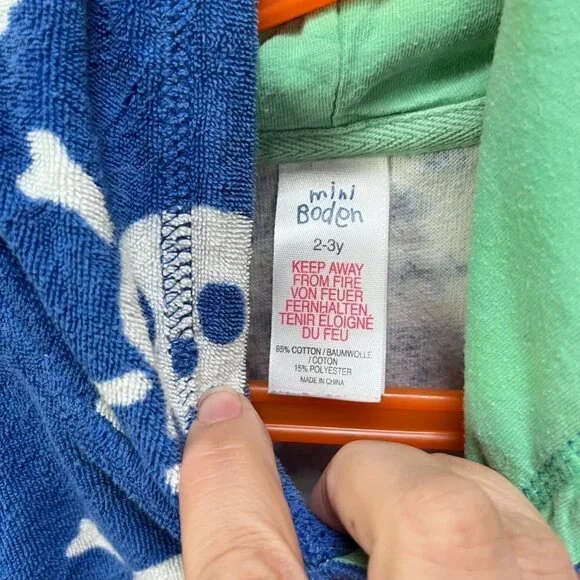 mini
Boden
2-3y
KEEP AWAY
FROM FIRE
VON FEUER
FERNHALTEN
TENIR ELOIGNÉ
DU FEU
85% COTTON / BAUMWOLLE
/ COTON
15% POLYESTER
MADE IN CHINA